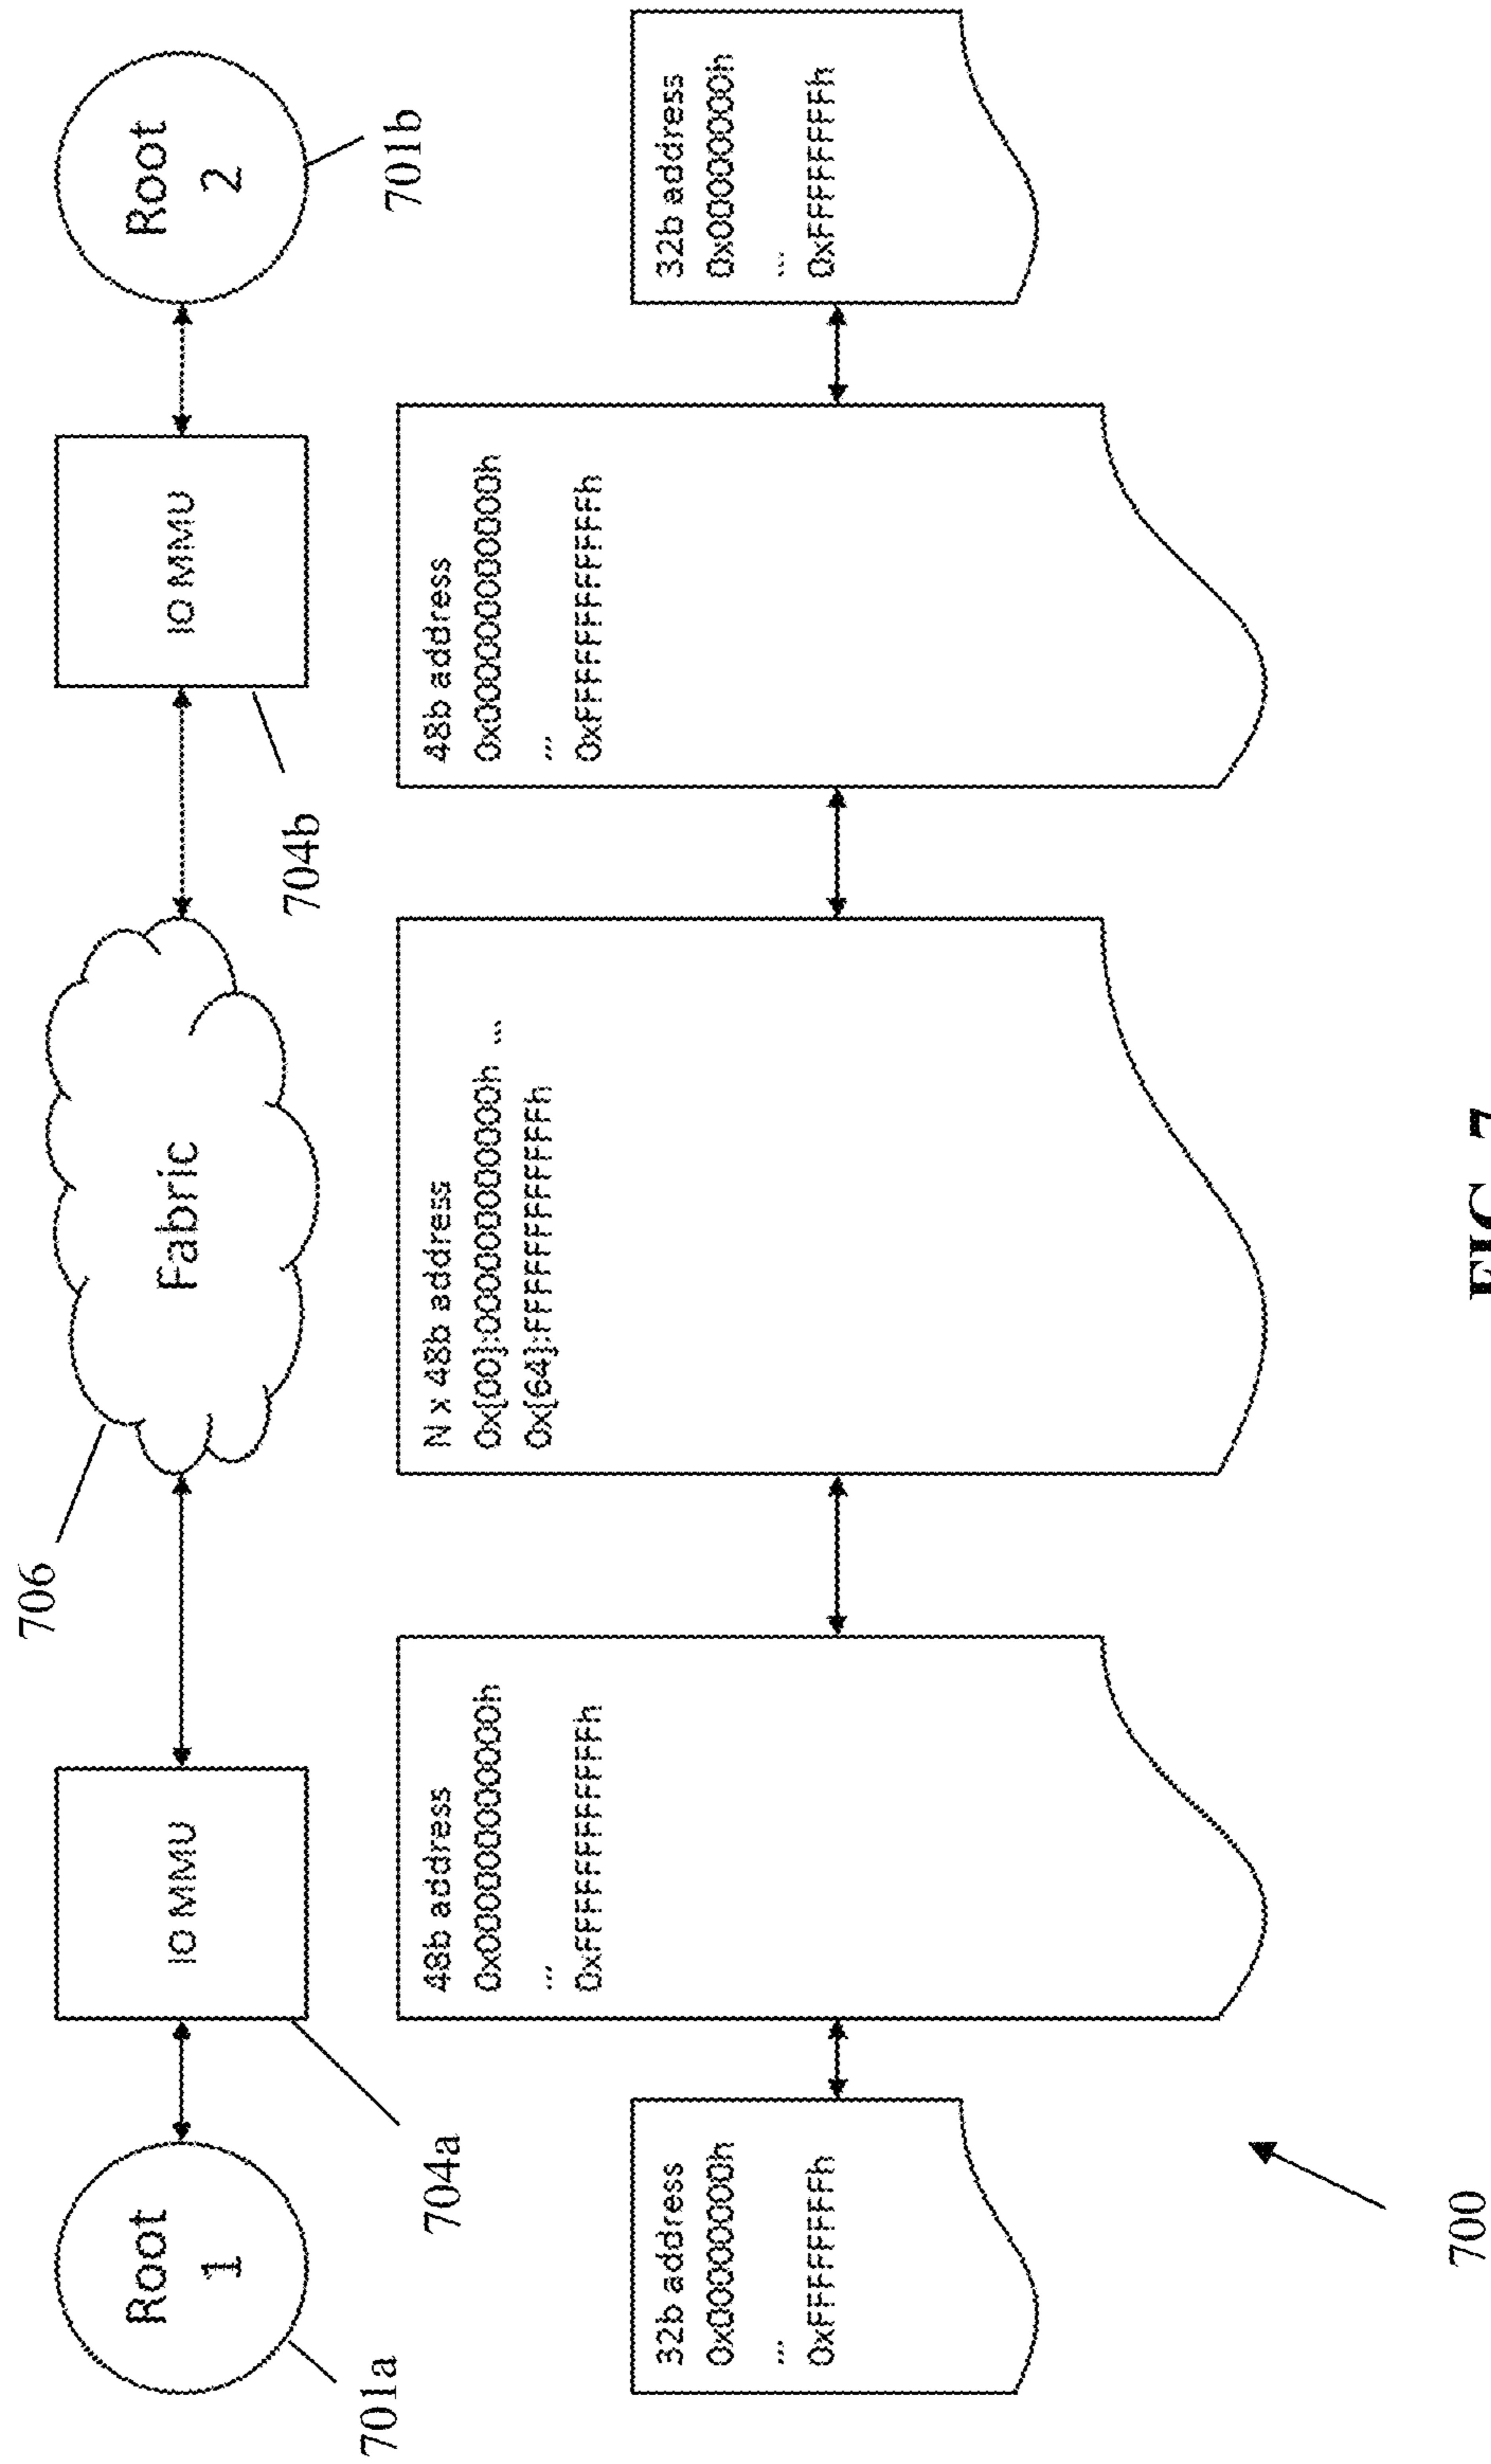 706
Root
1
IO MMU
Fabric
IO MMU
Root
2
701a
704a
704b
701b
32b address
0x00000000h
...
0xFFFFFFFFh
48b address
0x000000000000h
...
0xFFFFFFFFFFFFh
N x 48b address
0x[00]:000000000000h ...
0x[64]:FFFFFFFFFFFFh
48b address
0x000000000000h
...
0xFFFFFFFFFFFFh
32b address
0x00000000h
...
0xFFFFFFFFh
700
FIG. 7